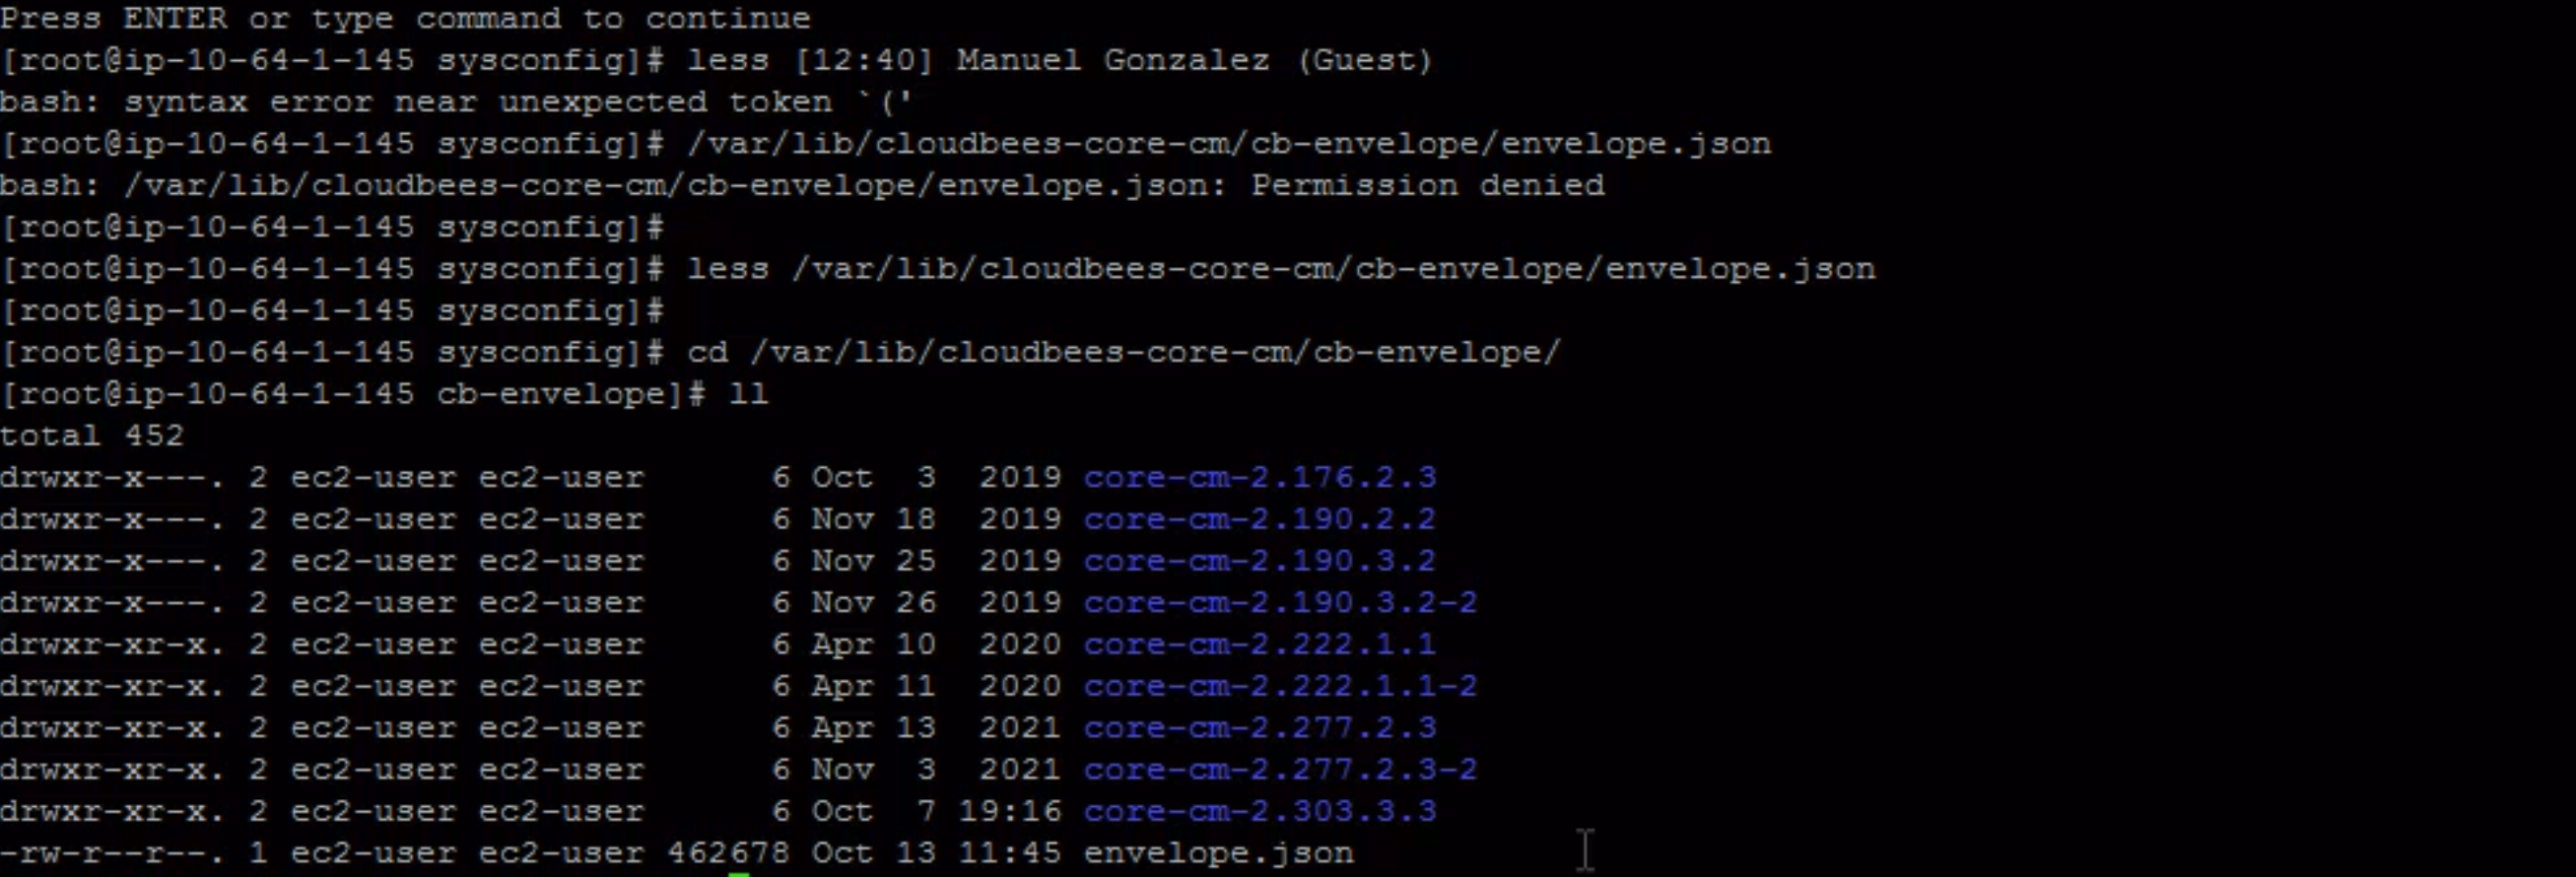 Press ENTER or type command to continue
[root@ip-10-64-1-145 sysconfig]# less [12:40] Manuel Gonzalez (Guest)
bash: syntax error near unexpected token `('
[root@ip-10-64-1-145 sysconfig]# /var/lib/cloudbees-core-cm/cb-envelope/envelope.json
bash: /var/lib/cloudbees-core-cm/cb-envelope/envelope.json: Permission denied
[root@ip-10-64-1-145 sysconfig]#
[root@ip-10-64-1-145 sysconfig]# less /var/lib/cloudbees-core-cm/cb-envelope/envelope.json
[root@ip-10-64-1-145 sysconfig]#
[root@ip-10-64-1-145 sysconfig]# cd /var/lib/cloudbees-core-cm/cb-envelope/
[root@ip-10-64-1-145 cb-envelope]# ll
total 452
drwxr-x---. 2 ec2-user ec2-user      6 Oct  3  2019 core-cm-2.176.2.3
drwxr-x---. 2 ec2-user ec2-user      6 Nov 18  2019 core-cm-2.190.2.2
drwxr-x---. 2 ec2-user ec2-user      6 Nov 25  2019 core-cm-2.190.3.2
drwxr-x---. 2 ec2-user ec2-user      6 Nov 26  2019 core-cm-2.190.3.2-2
drwxr-xr-x. 2 ec2-user ec2-user      6 Apr 10  2020 core-cm-2.222.1.1
drwxr-xr-x. 2 ec2-user ec2-user      6 Apr 11  2020 core-cm-2.222.1.1-2
drwxr-xr-x. 2 ec2-user ec2-user      6 Apr 13  2021 core-cm-2.277.2.3
drwxr-xr-x. 2 ec2-user ec2-user      6 Nov  3  2021 core-cm-2.277.2.3-2
drwxr-xr-x. 2 ec2-user ec2-user      6 Oct  7 19:16 core-cm-2.303.3.3
-rw-r--r--. 1 ec2-user ec2-user 462678 Oct 13 11:45 envelope.json